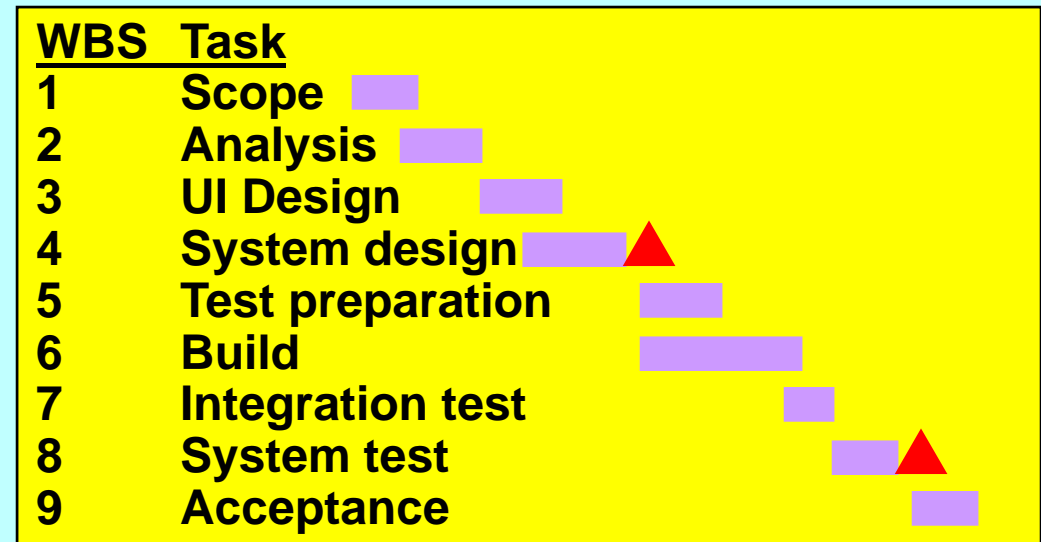 WBS Task
1 Scope
2 Analysis
3 UI Design
4 System design
5 Test preparation
6 Build
7 Integration test
8 System test
9 Acceptance